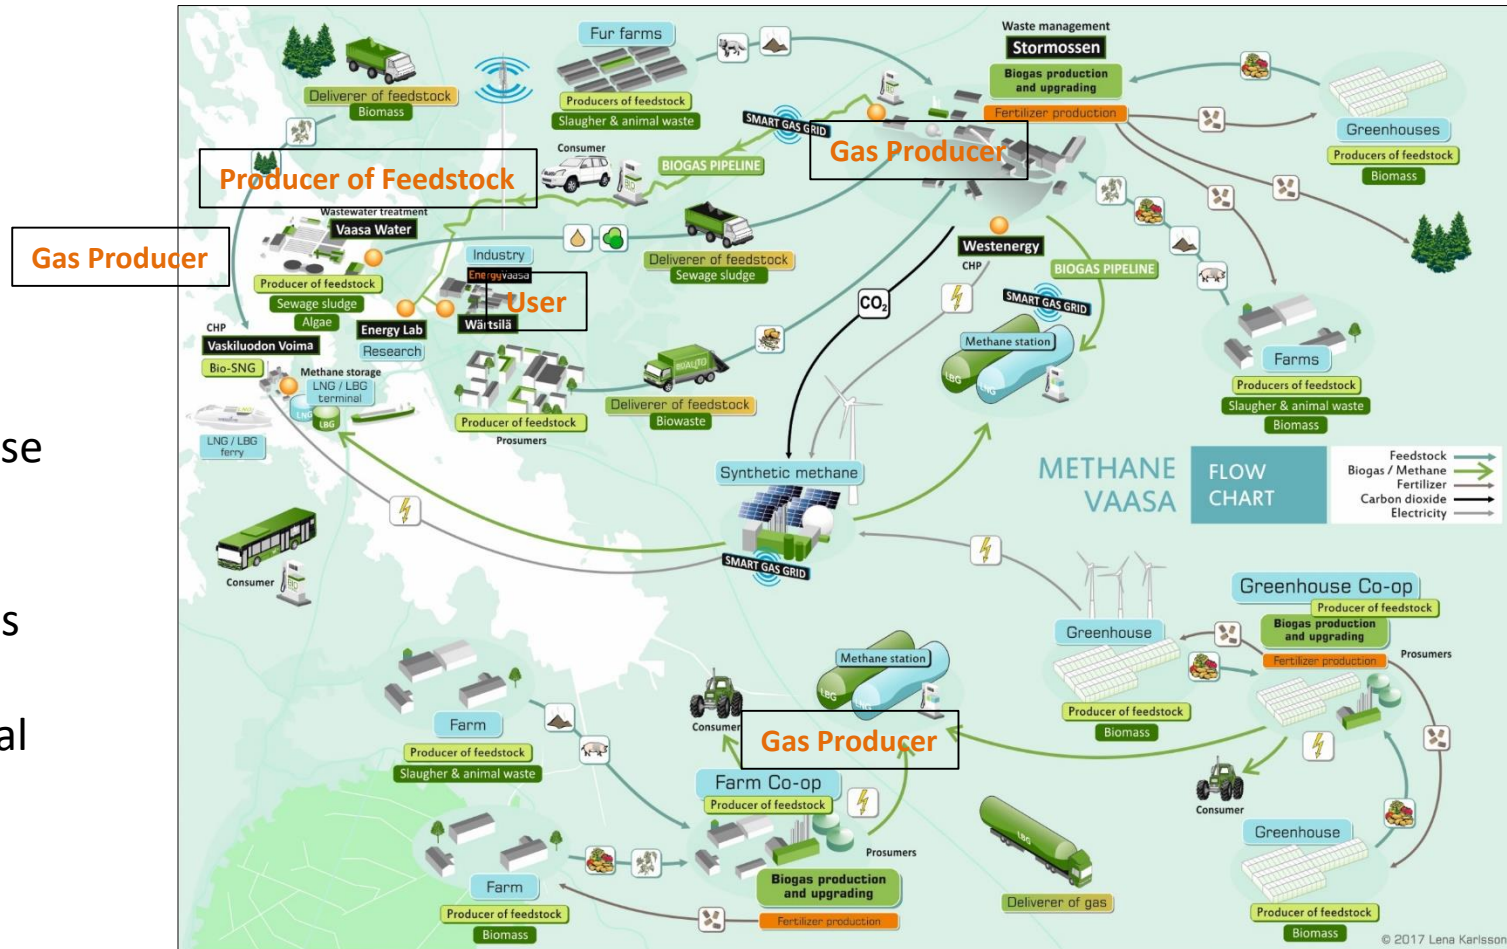 Waste management
Stormossen
Biogas production
and upgrading
Fertilizer production
Fur farms
Producers of feedstock
Slaugher & animal waste
Deliverer of feedstock
Biomass
SMART GAS GRID
Consumer
BIOGAS PIPELINE
Gas Producer
Greenhouses
Producers of feedstock
Biomass
Producer of Feedstock
Wastewater treatment
Vaasa Water
Gas Producer
Producer of feedstock
Sewage sludge
Algae
Industry
EnergyVaasa
User
Wärtsilä
Energy Lab
Research
Deliverer of feedstock
Sewage sludge
Westenergy
CHP
BIOGAS PIPELINE
CO2
SMART GAS GRID
Methane station
LBG
LNG
Farms
Producers of feedstock
Slaugher & animal waste
Biomass
CHP
Vaskiluodon Voima
Bio-SNG
Methane storage
LNG / LBG
terminal
LNG
LBG
LNG / LBG
ferry
Producer of feedstock
Prosumers
BIOAUTO
Deliverer of feedstock
Biowaste
se
s
al
Synthetic methane
SMART GAS GRID
METHANE
VAASA
FLOW
CHART
Feedstock
Biogas / Methane
Fertilizer
Carbon dioxide
Electricity
Consumer
Greenhouse Co-op
Producer of feedstock
Biogas production
and upgrading
Fertilizer production
Prosumers
Greenhouse
Producer of feedstock
Biomass
Methane station
LBG
Consumer
Gas Producer
Farm
Producer of feedstock
Slaugher & animal waste
Farm Co-op
Producer of feedstock
Prosumers
Biogas production
and upgrading
Fertilizer production
Farm
Producer of feedstock
Biomass
LBG
Deliverer of gas
Consumer
Greenhouse
Producer of feedstock
Biomass
© 2017 Lena Karlsson